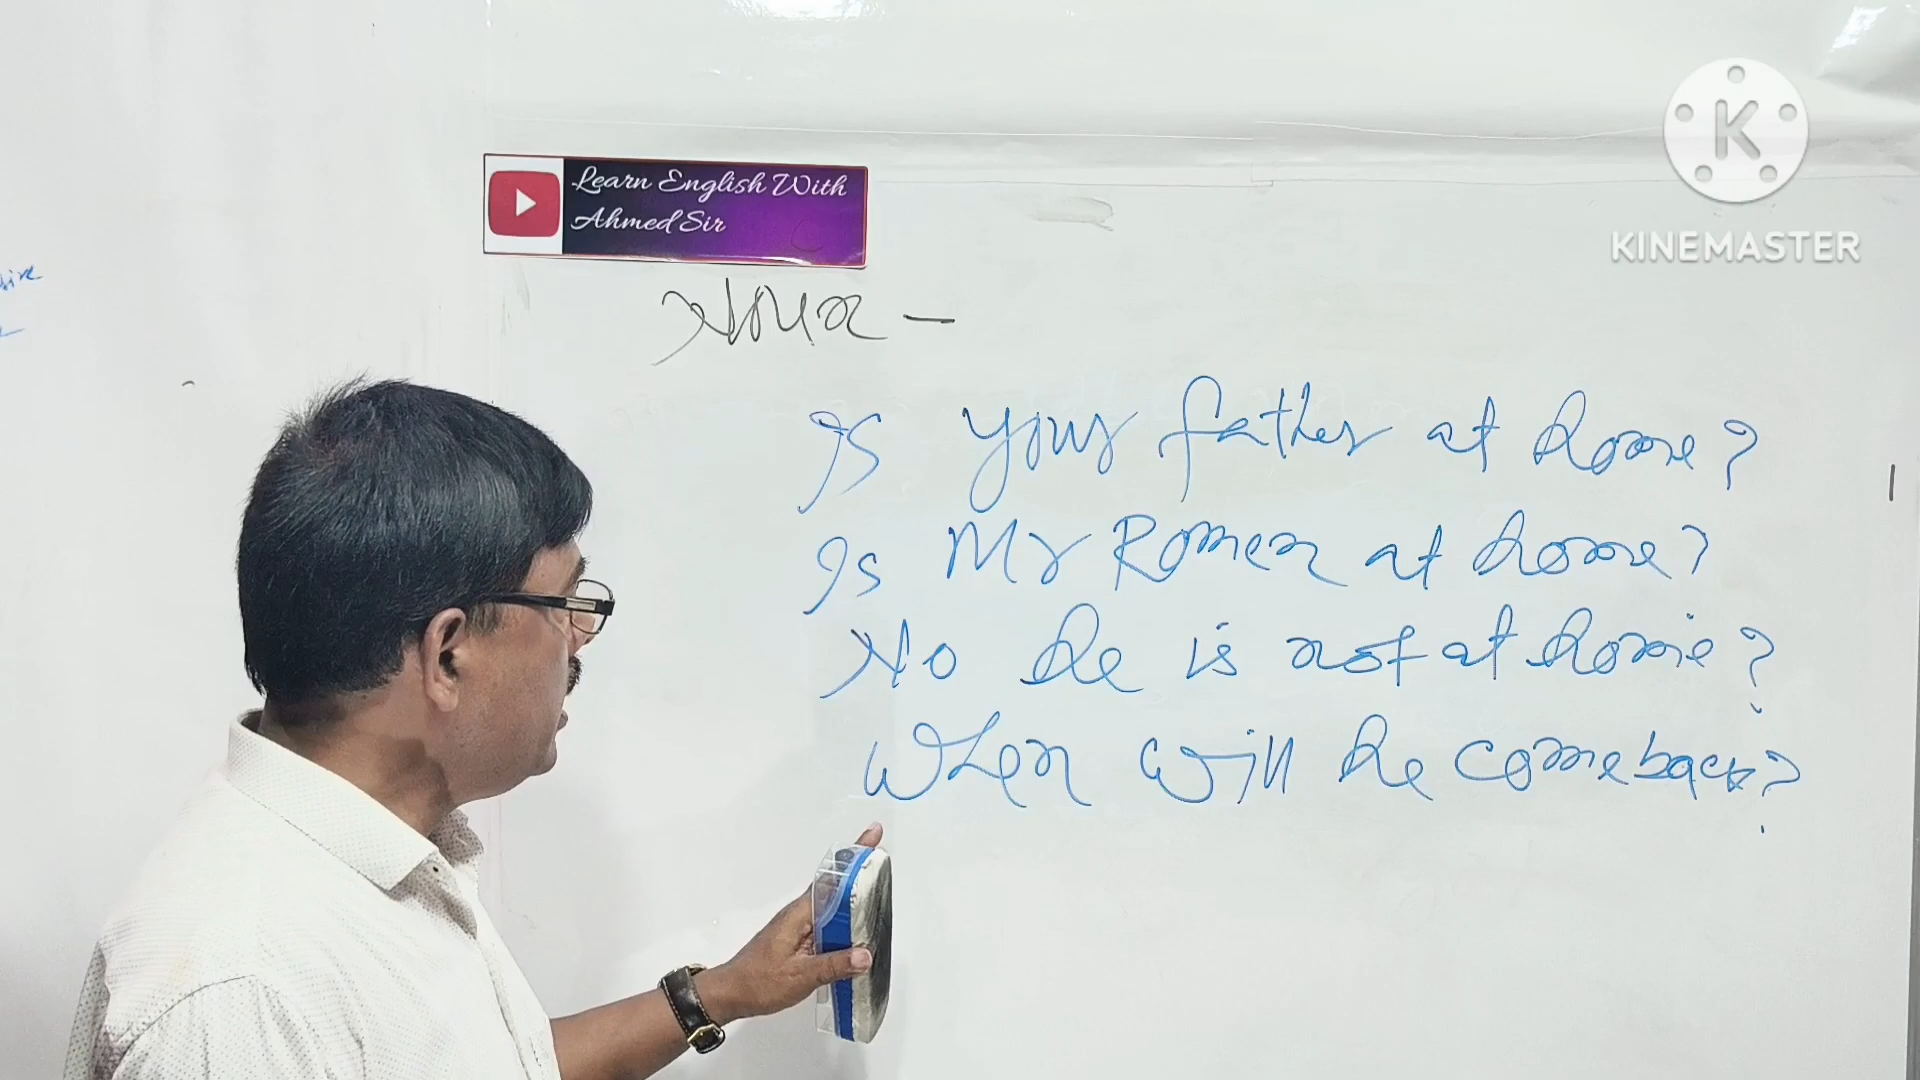 Learn English With
Ahmed Sir
KINEMASTER
Noun -
Is your father at home?
Is Mr Romen at home?
No he is not at home?
When will he come back?